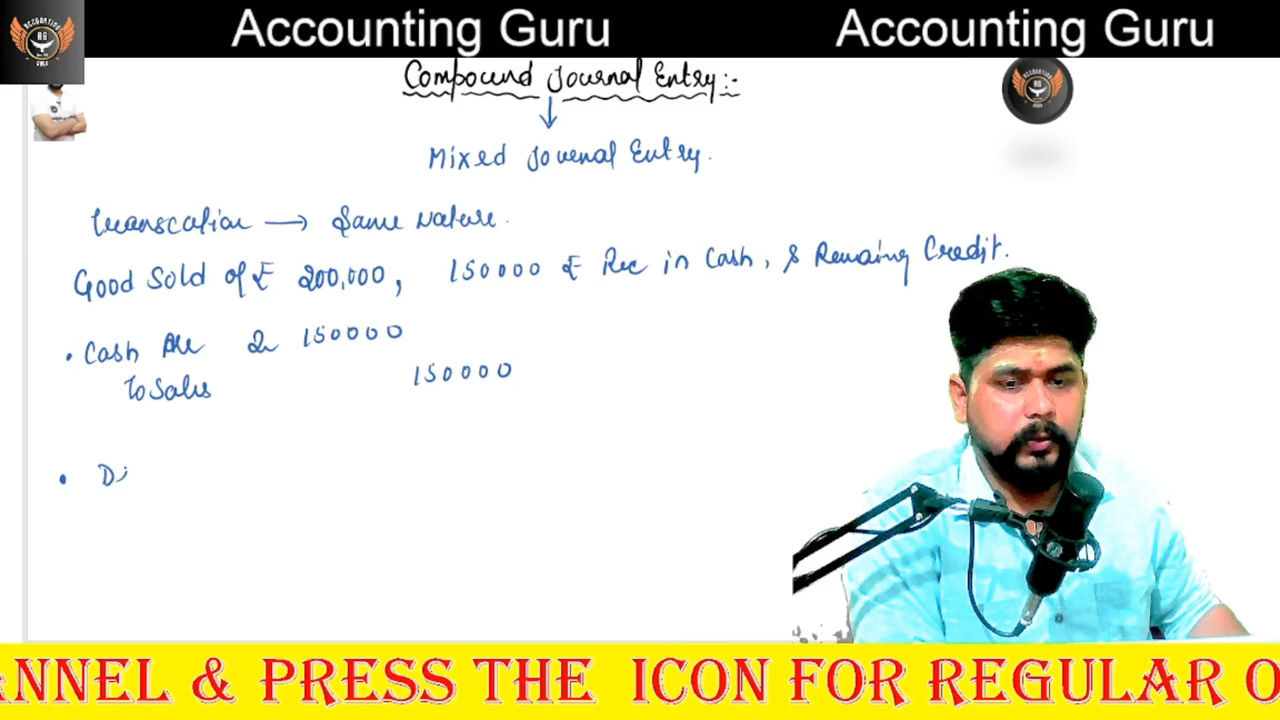 Accounting Guru Accounting Guru
Compound Journal Entry:-
Mixed Journal Entry.
transcation → Same Nature.
Good Sold of ₹ 200,000, 150000 ₹ Rec in Cash, & Remaing Credit.
• Cash A/c Dr 150000
To Sales 150000
• D
ANNEL & PRESS THE ICON FOR REGULAR O